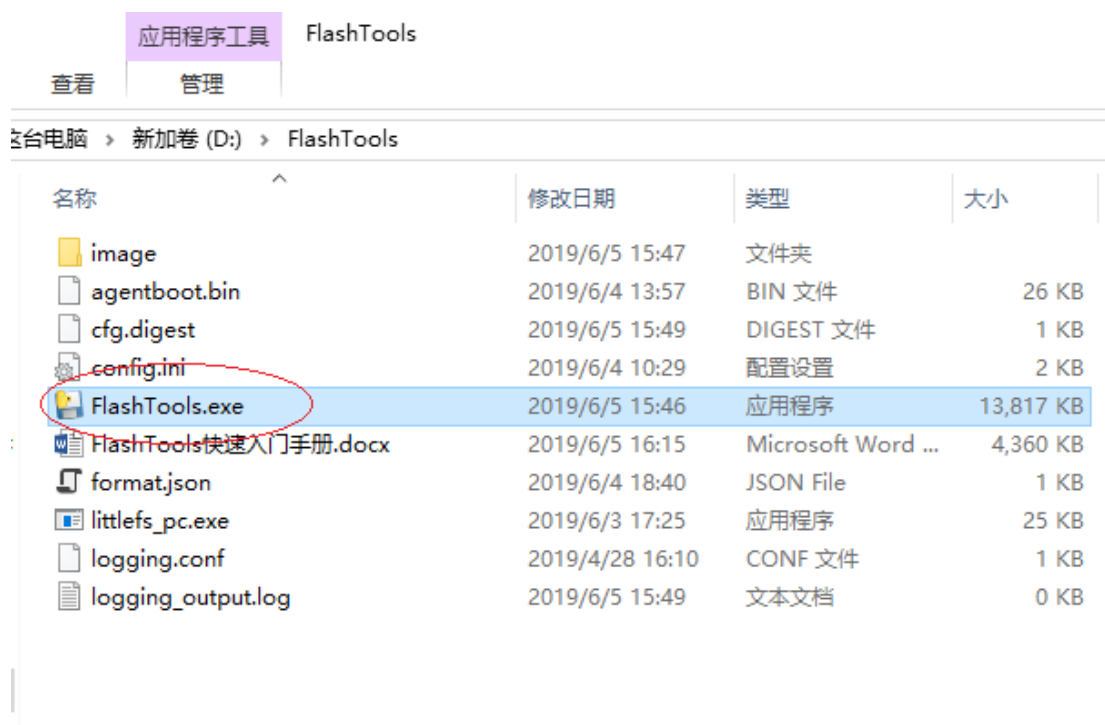 应用程序工具 FlashTools
查看 管理
这台电脑 › 新加卷 (D:) › FlashTools
名称 修改日期 类型 大小
image 2019/6/5 15:47 文件夹
agentboot.bin 2019/6/4 13:57 BIN 文件 26 KB
cfg.digest 2019/6/5 15:49 DIGEST 文件 1 KB
config.ini 2019/6/4 10:29 配置设置 2 KB
FlashTools.exe 2019/6/5 15:46 应用程序 13,817 KB
FlashTools快速入门手册.docx 2019/6/5 16:15 Microsoft Word ... 4,360 KB
format.json 2019/6/4 18:40 JSON File 1 KB
littlefs_pc.exe 2019/6/3 17:25 应用程序 25 KB
logging.conf 2019/4/28 16:10 CONF 文件 1 KB
logging_output.log 2019/6/5 15:49 文本文档 0 KB